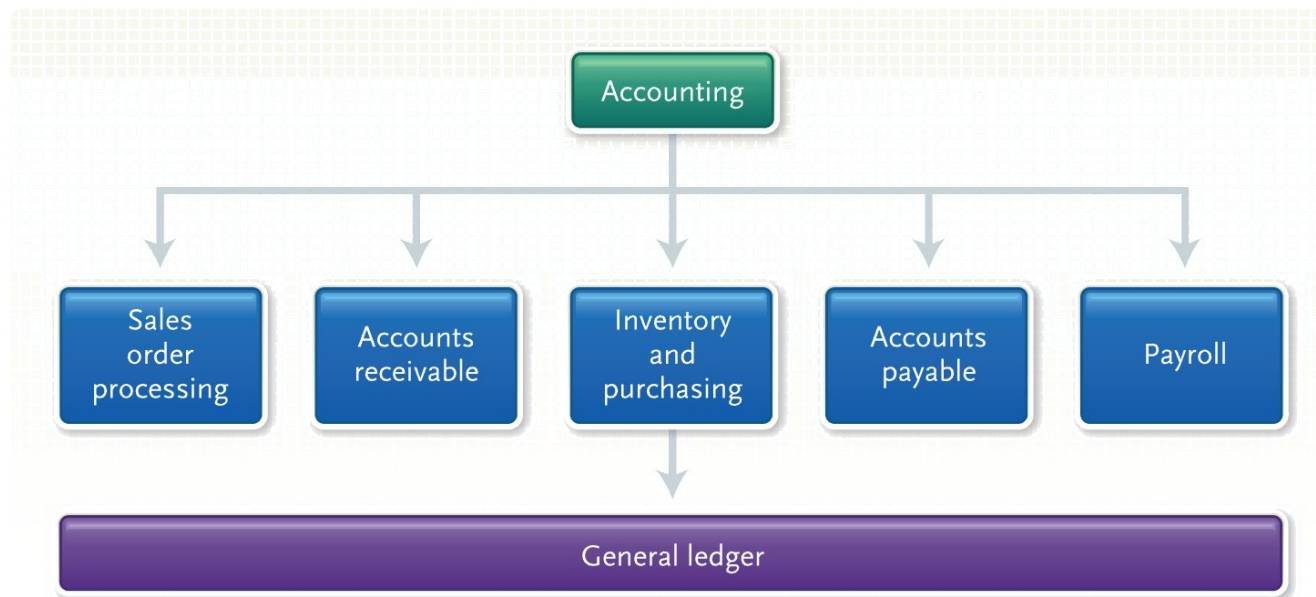 Accounting
Sales
order
processing
Accounts
receivable
Inventory
and
purchasing
Accounts
payable
Payroll
General ledger